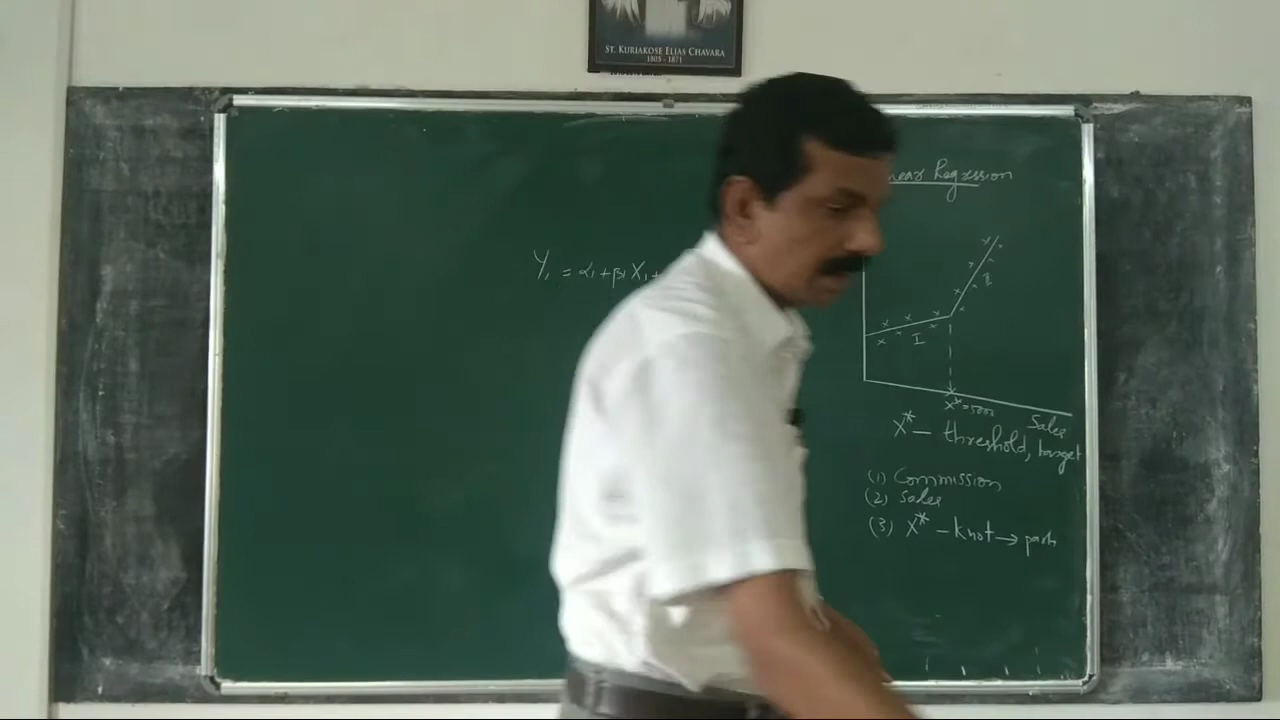 ST. KURIAKOSE ELIAS CHAVARA
1805 - 1871
near Regression
Y₁ = α₁ + β₁ X₁ +
I
X* = 5000
Sales
X* — threshold, target
(1) Commission
(2) Sales
(3) X* — knot →